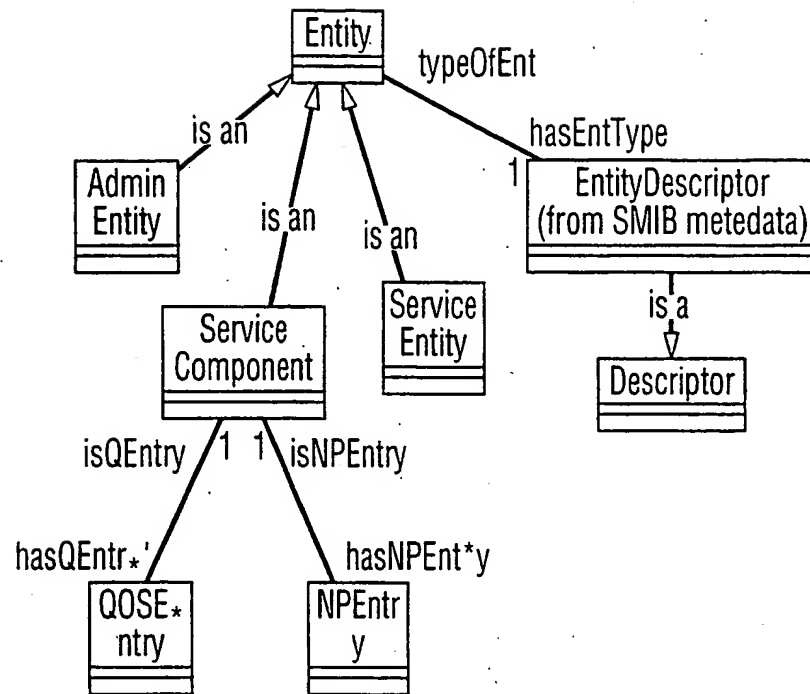 Entity
typeOfEnt
is an
hasEntType
Admin
Entity
1
EntityDescriptor
(from SMIB metedata)
is an
is an
Service
Component
Service
Entity
is a
Descriptor
isQEntry
1
1
isNPEntry
hasQEntr*'
hasNPEnt*y
QOSE*
ntry
NPEntr
y